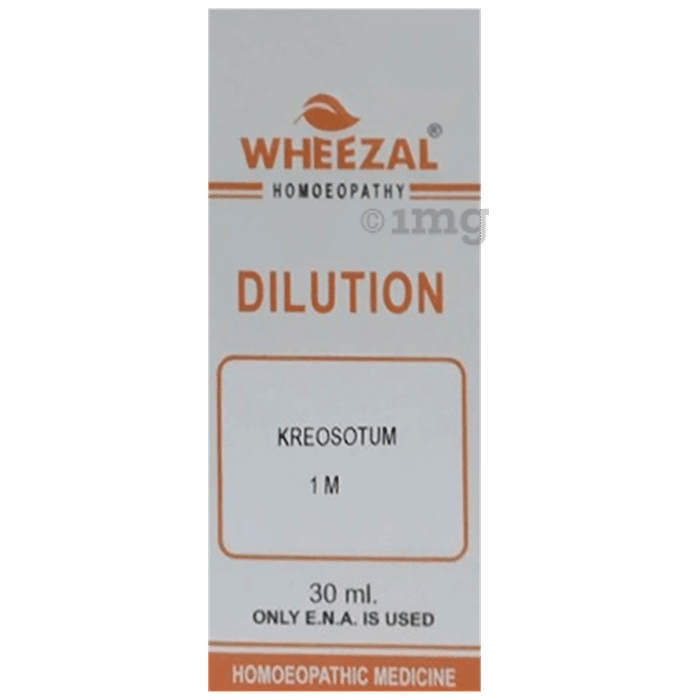 WHEEZAL®
HOMOEOPATHY
©1mg
DILUTION
KREOSOTUM
1 M
30 ml.
ONLY E.N.A. IS USED
HOMOEOPATHIC MEDICINE